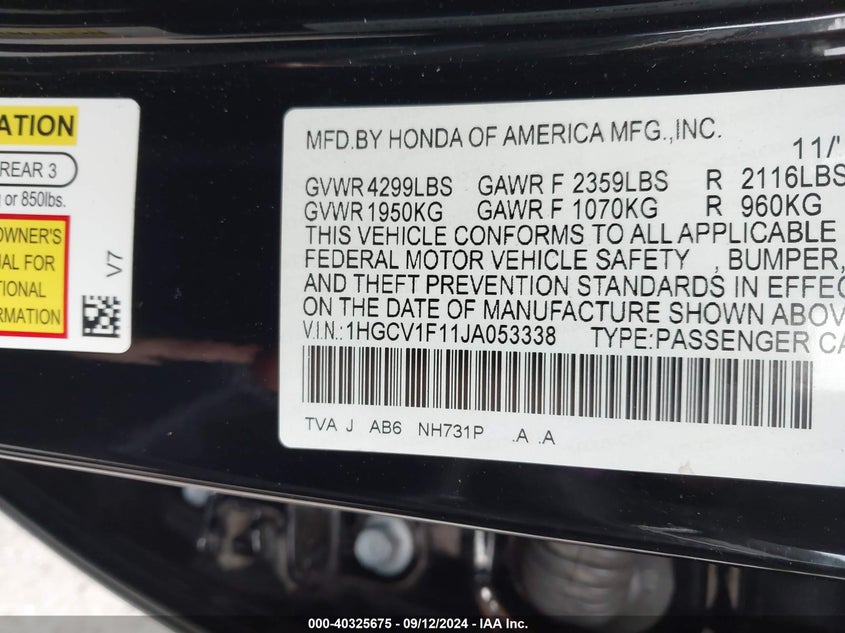 ATION
REAR 3
g or 850lbs.
OWNER'S
AL FOR
TIONAL
ORMATION
V7
MFD.BY HONDA OF AMERICA MFG.,INC.
11/'
GVWR 4299LBS GAWR F 2359LBS R 2116LBS
GVWR 1950KG GAWR F 1070KG R 960KG
THIS VEHICLE CONFORMS TO ALL APPLICABLE
FEDERAL MOTOR VEHICLE SAFETY , BUMPER,
AND THEFT PREVENTION STANDARDS IN EFFEC
ON THE DATE OF MANUFACTURE SHOWN ABOV
V.I.N.:1HGCV1F11JA053338 TYPE:PASSENGER CA
TVA J AB6 NH731P .A .A
000-40325675 - 09/12/2024 - IAA Inc.